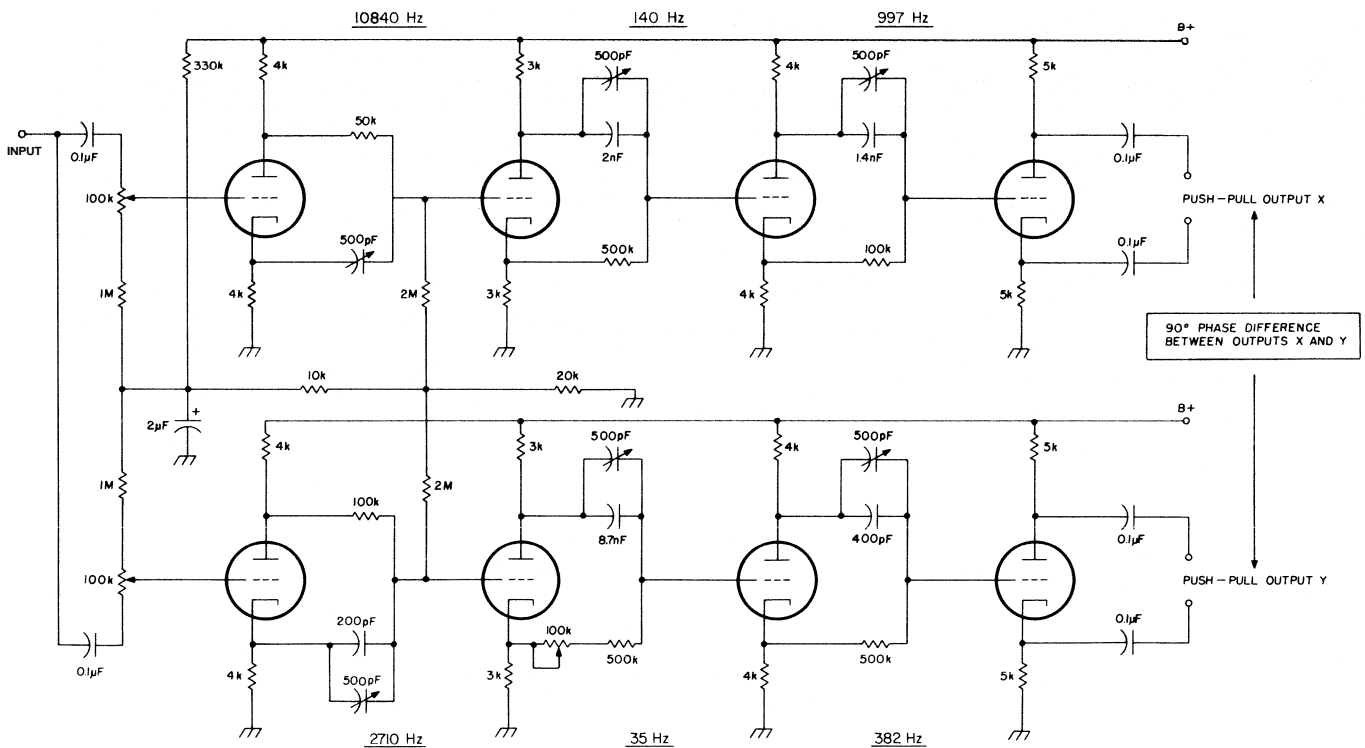 10840 Hz
140 Hz
997 Hz
B+
330k
4k
3k
500pF
4k
500pF
5k
INPUT
0.1µF
50k
2nF
1.4nF
0.1µF
100k
PUSH-PULL OUTPUT X
500pF
500k
100k
0.1µF
1M
4k
2M
3k
4k
5k
90° PHASE DIFFERENCE
BETWEEN OUTPUTS X AND Y
10k
20k
2µF
+
B+
4k
3k
500pF
4k
500pF
5k
1M
2M
100k
8.7nF
400pF
0.1µF
100k
PUSH-PULL OUTPUT Y
200pF
100k
0.1µF
0.1µF
500k
500k
4k
500pF
3k
4k
5k
2710 Hz
35 Hz
382 Hz